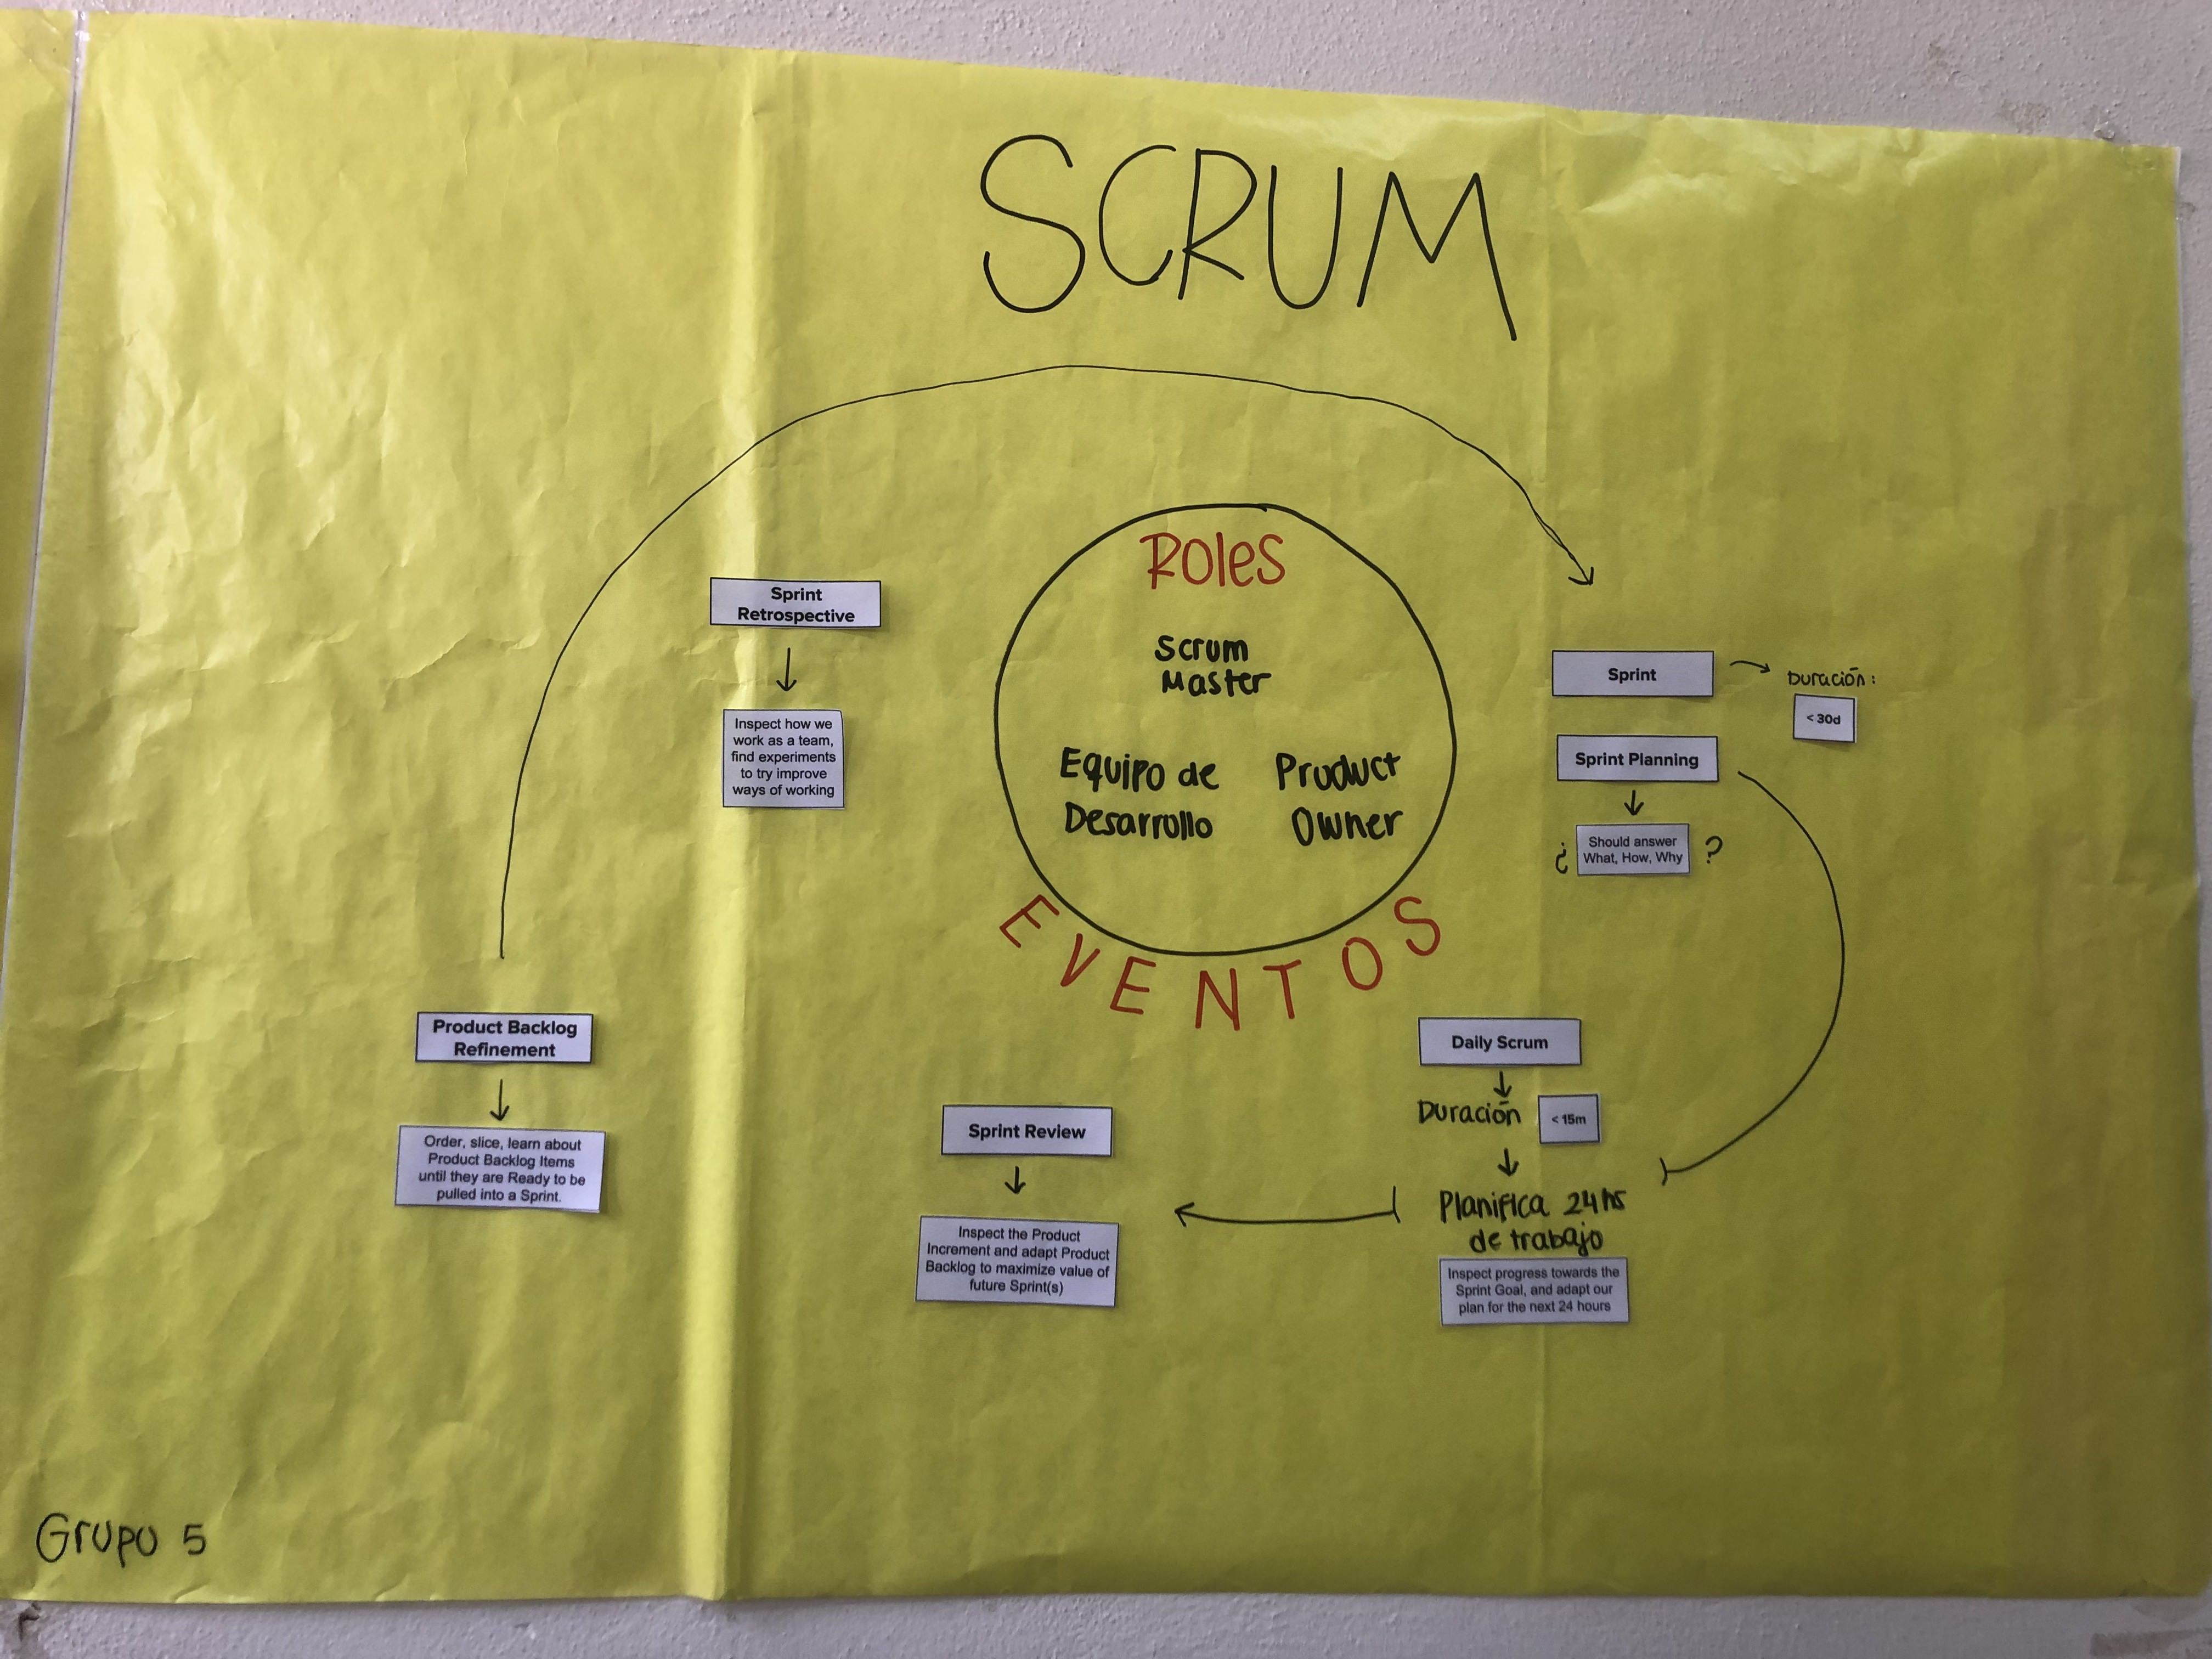 SCRUM
Roles
Scrum
Master
Equipo de
Desarrollo
Product
Owner
EVENTOS
Sprint
Duración:
< 30d
Sprint Planning
¿
Should answer
What, How, Why
?
Daily Scrum
Duración
< 15m
Planifica 24 hs
de trabajo
Inspect progress towards the
Sprint Goal, and adapt our
plan for the next 24 hours
Sprint Review
Inspect the Product
Increment and adapt Product
Backlog to maximize value of
future Sprint(s)
Sprint
Retrospective
Inspect how we
work as a team,
find experiments
to try improve
ways of working
Product Backlog
Refinement
Order, slice, learn about
Product Backlog Items
until they are Ready to be
pulled into a Sprint.
Grupo 5